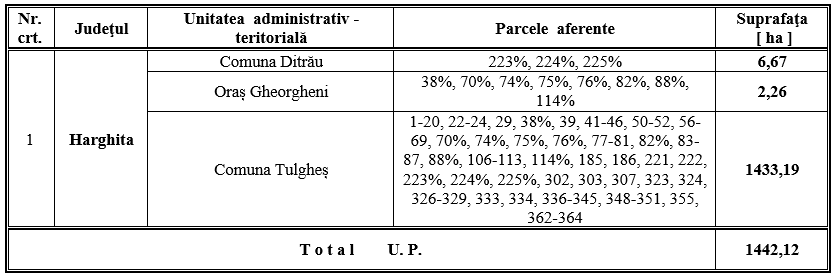 Nr. crt.
Județul
Unitatea administrativ - teritorială
Parcele aferente
Suprafața [ ha ]
1
Harghita
Comuna Ditrău
223%, 224%, 225%
6,67
Oraș Gheorgheni
38%, 70%, 74%, 75%, 76%, 82%, 88%,
114%
2,26
Comuna Tulgheș
1-20, 22-24, 29, 38%, 39, 41-46, 50-52, 56-
69, 70%, 74%, 75%, 76%, 77-81, 82%, 83-
87, 88%, 106-113, 114%, 185, 186, 221, 222,
223%, 224%, 225%, 302, 303, 307, 323, 324,
326-329, 333, 334, 336-345, 348-351, 355,
362-364
1433,19
T o t a l U. P.
1442,12